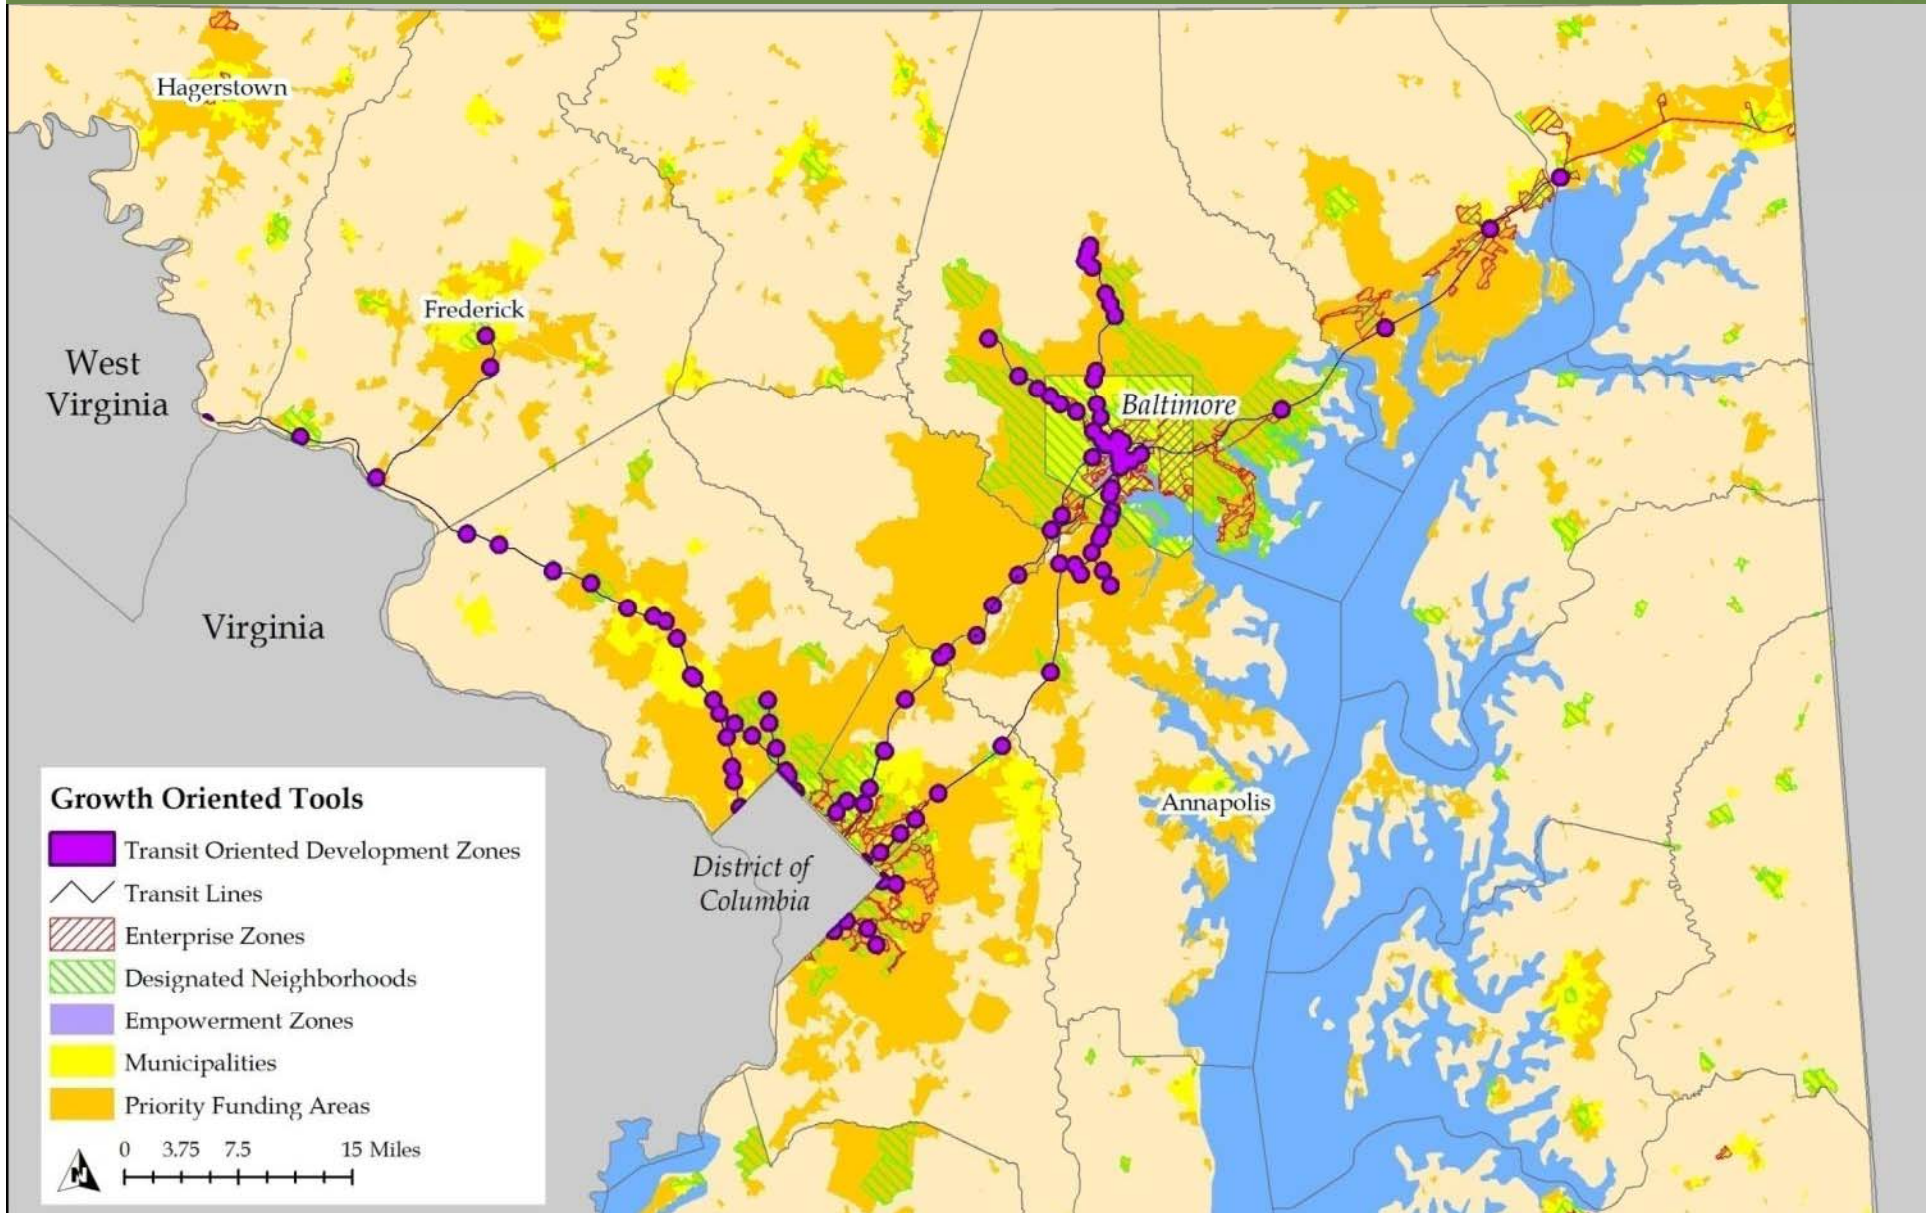 Hagerstown
Frederick
West
Virginia
Baltimore
Virginia
Annapolis
District of
Columbia
Growth Oriented Tools
Transit Oriented Development Zones
Transit Lines
Enterprise Zones
Designated Neighborhoods
Empowerment Zones
Municipalities
Priority Funding Areas
N
0 3.75 7.5 15 Miles